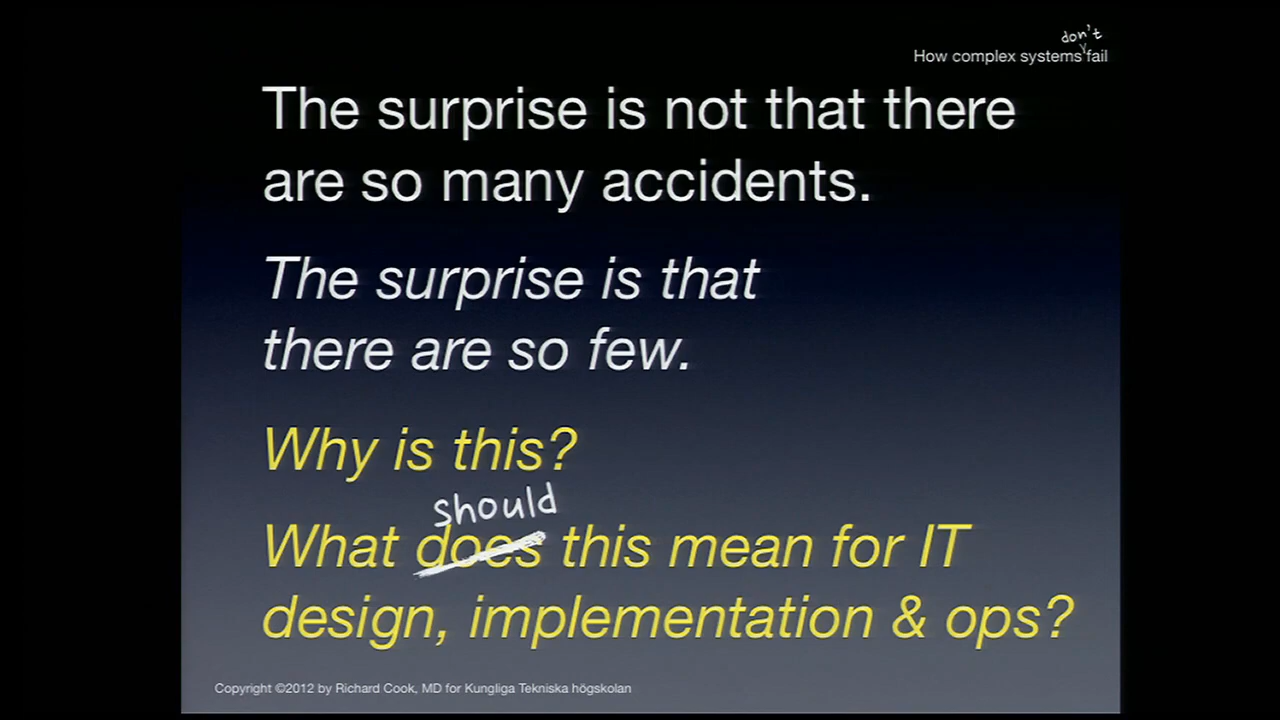 don't
How complex systems fail
The surprise is not that there
are so many accidents.
The surprise is that
there are so few.
Why is this?
should
What does this mean for IT
design, implementation & ops?
Copyright ©2012 by Richard Cook, MD for Kungliga Tekniska högskolan